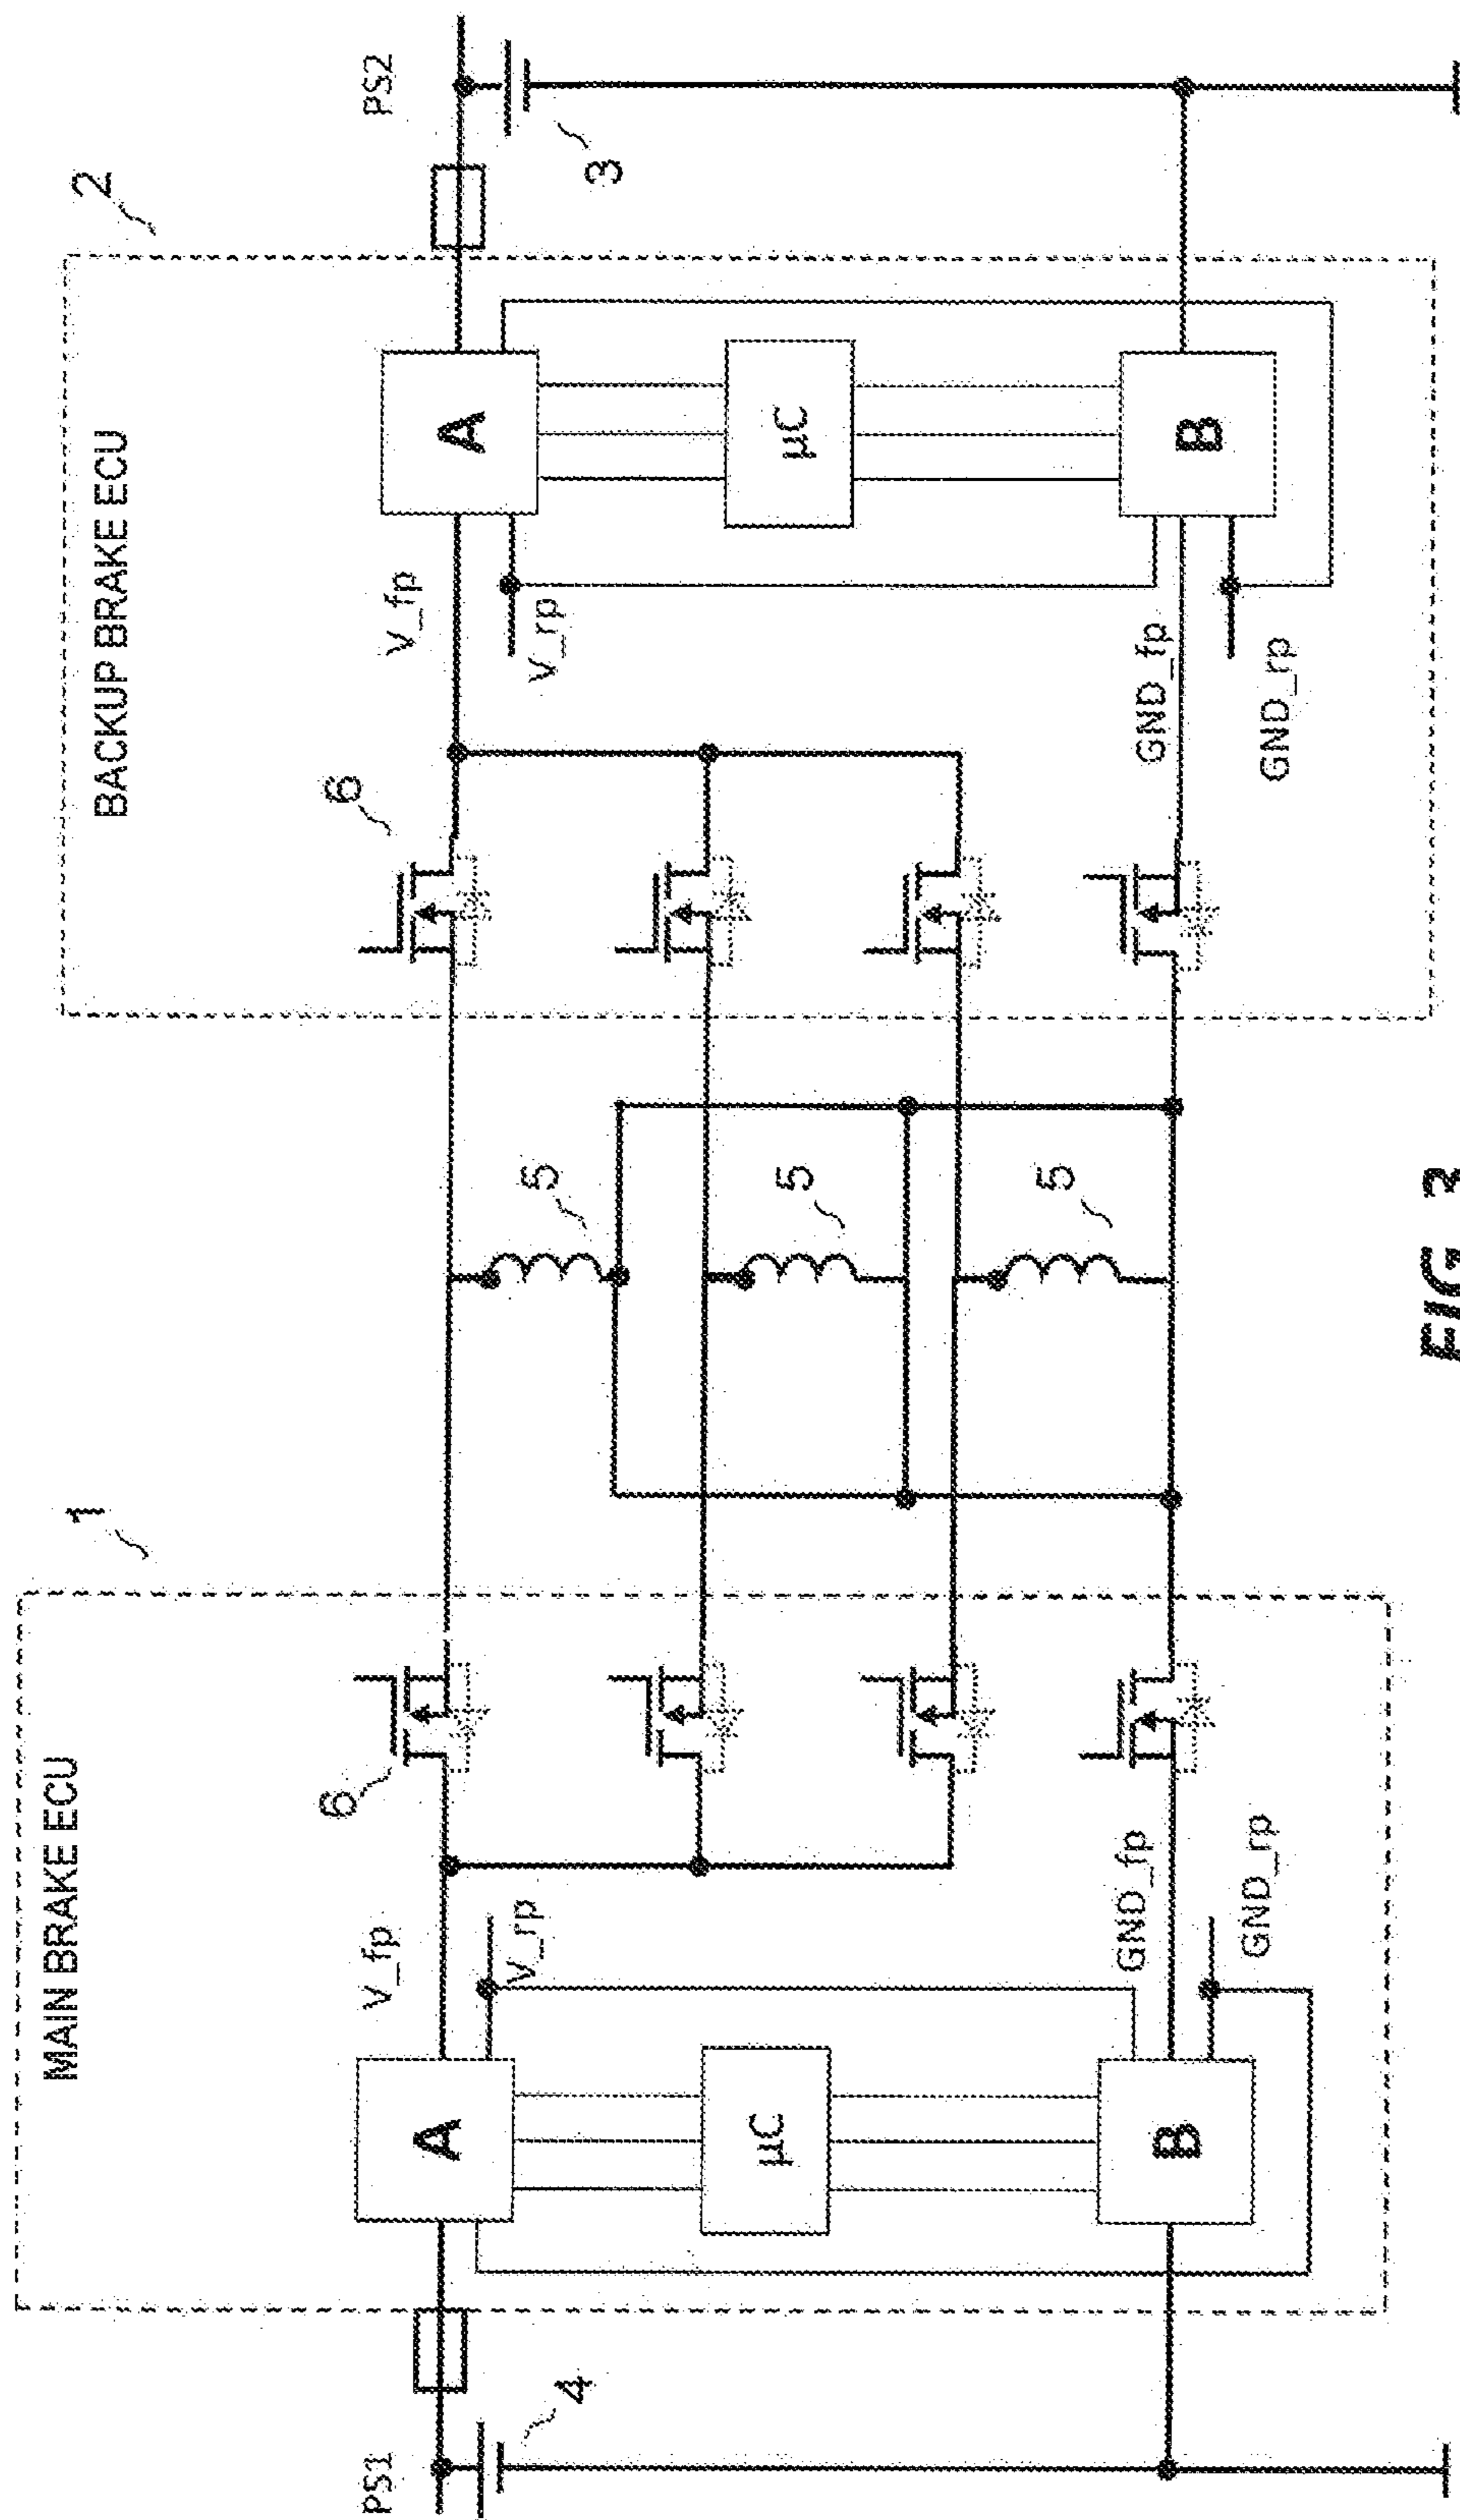 1
2
MAIN BRAKE ECU
BACKUP BRAKE ECU
PS1
4
A
V_fp
V_rp
6
6
V_fp
V_rp
A
PS2
3
5
5
5
µC
µC
B
GND_fp
GND_rp
GND_fp
GND_rp
B
FIG. 3